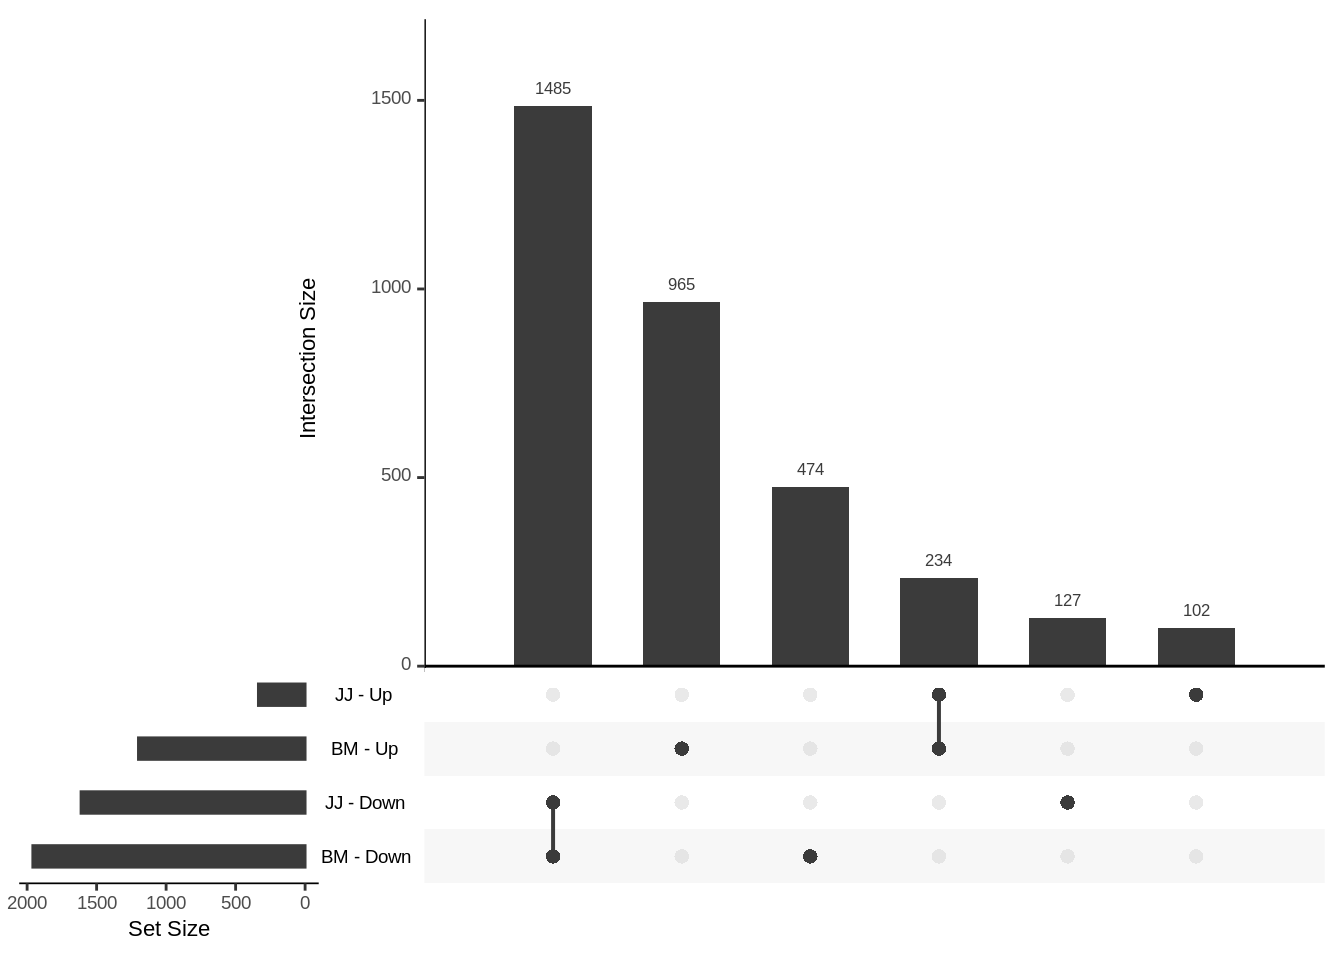 1485
1500
965
1000
Intersection Size
474
500
234
127
102
0
JJ - Up
BM - Up
JJ - Down
BM - Down
2000 1500 1000 500 0
Set Size